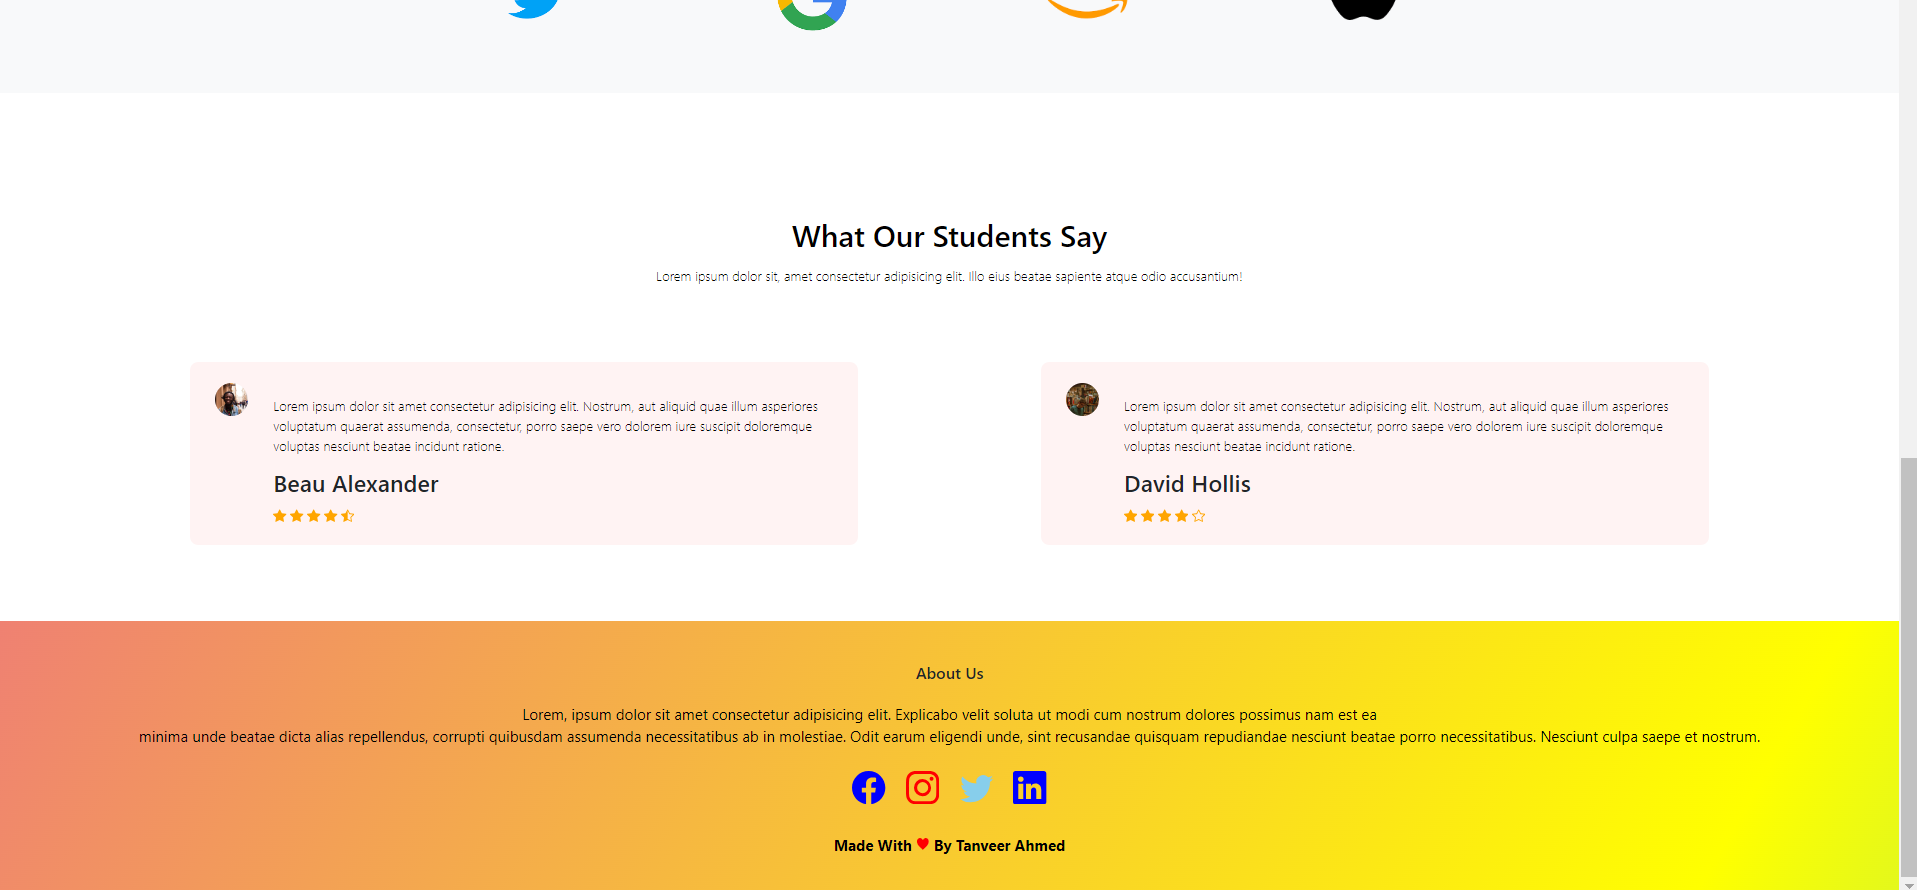 What Our Students Say
Lorem ipsum dolor sit, amet consectetur adipisicing elit. Illo eius beatae sapiente atque odio accusantium!
Lorem ipsum dolor sit amet consectetur adipisicing elit. Nostrum, aut aliquid quae illum asperiores
voluptatum quaerat assumenda, consectetur, porro saepe vero dolorem iure suscipit doloremque
voluptas nesciunt beatae incidunt ratione.
Beau Alexander
Lorem ipsum dolor sit amet consectetur adipisicing elit. Nostrum, aut aliquid quae illum asperiores
voluptatum quaerat assumenda, consectetur, porro saepe vero dolorem iure suscipit doloremque
voluptas nesciunt beatae incidunt ratione.
David Hollis
About Us
Lorem, ipsum dolor sit amet consectetur adipisicing elit. Explicabo velit soluta ut modi cum nostrum dolores possimus nam est ea
minima unde beatae dicta alias repellendus, corrupti quibusdam assumenda necessitatibus ab in molestiae. Odit earum eligendi unde, sint recusandae quisquam repudiandae nesciunt beatae porro necessitatibus. Nesciunt culpa saepe et nostrum.
Made With ♥ By Tanveer Ahmed